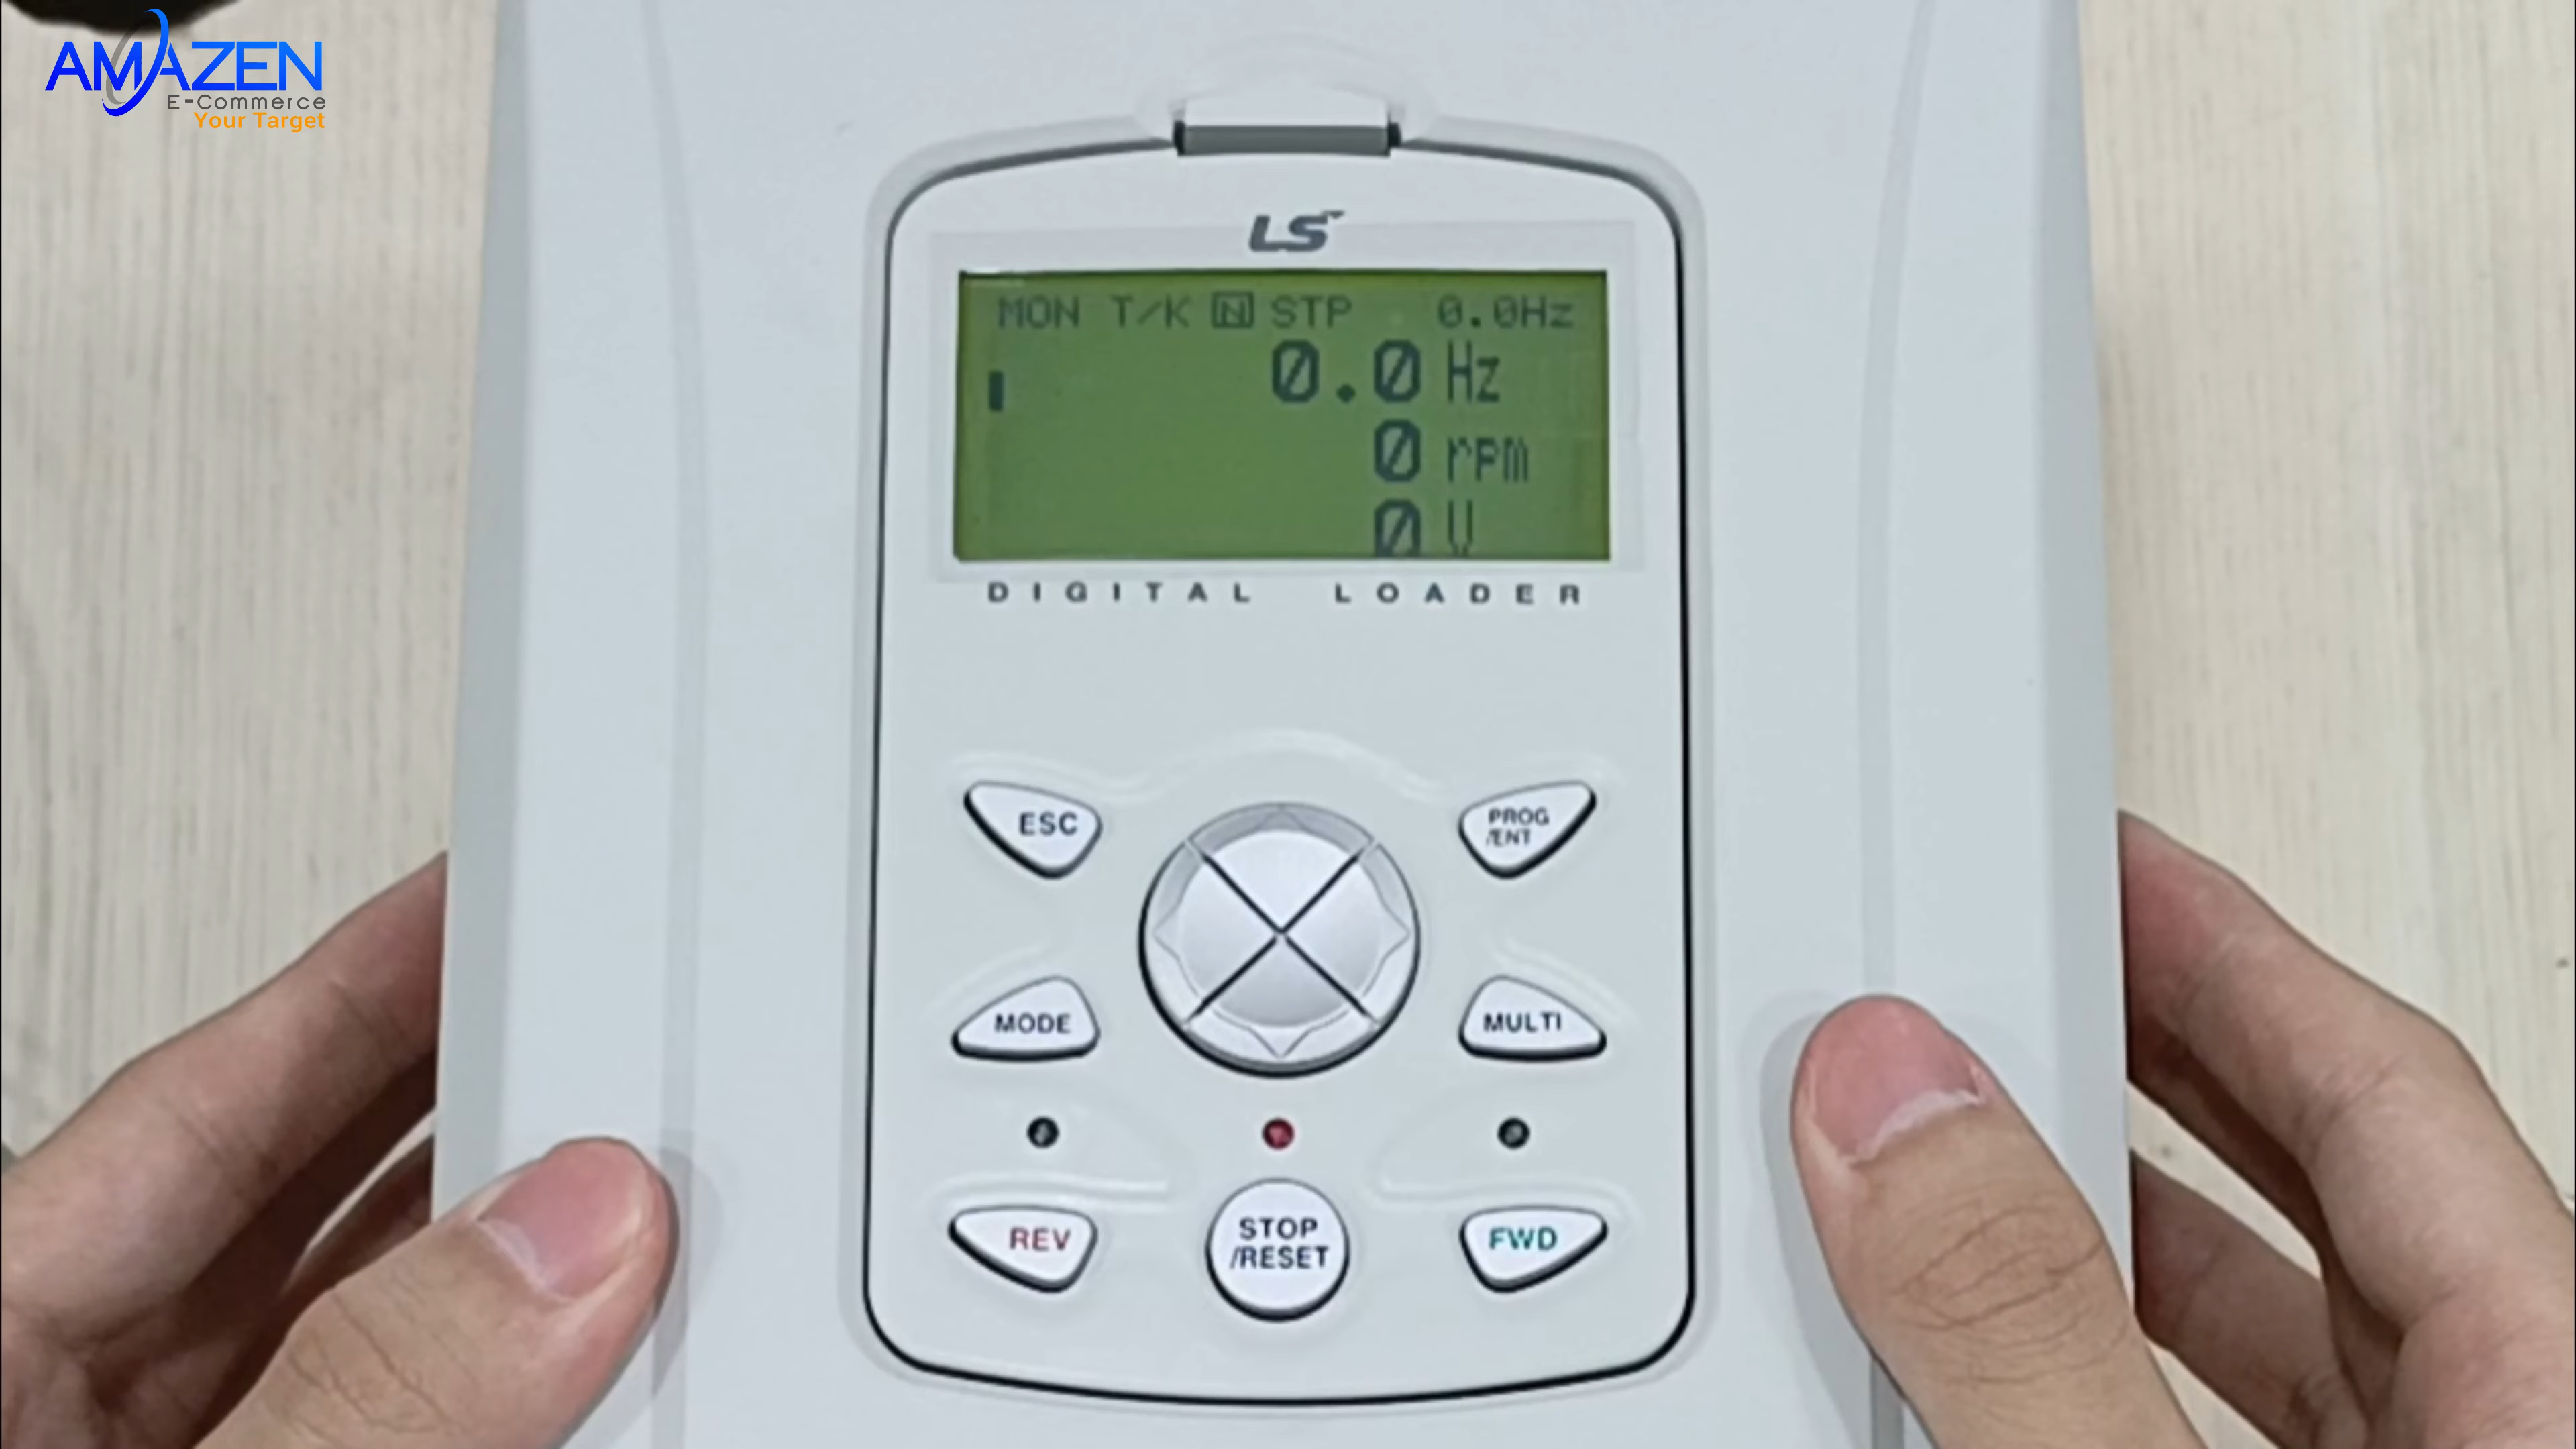 AMAZEN
E-Commerce
Your Target
LS
MON T/K N STP 0.0Hz
0.0 Hz
0 rpm
0 V
DIGITAL LOADER
ESC
PROG
/ENT
MODE
MULTI
REV
STOP
/RESET
FWD